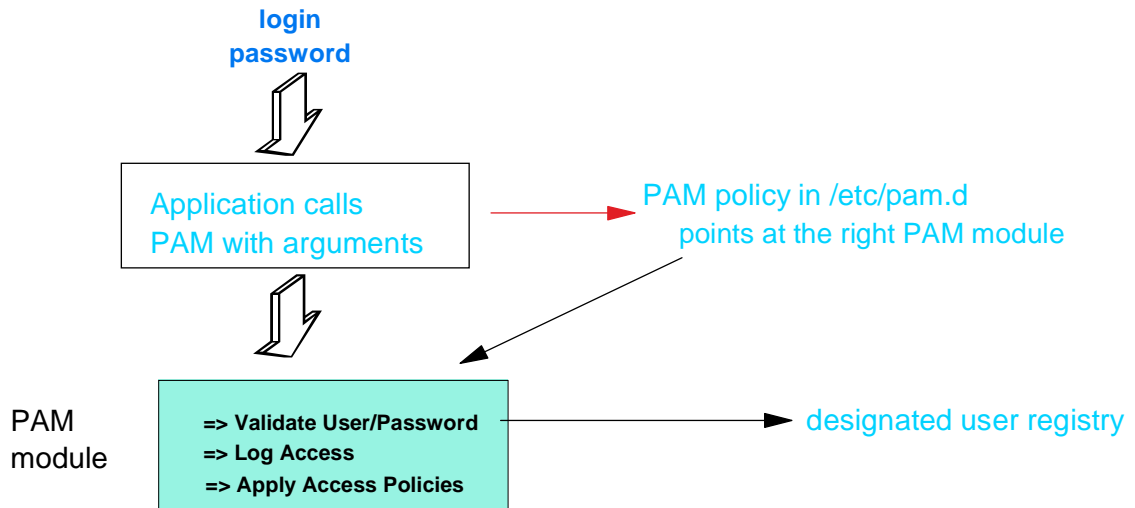 login
password
Application calls
PAM with arguments
PAM policy in /etc/pam.d
points at the right PAM module
PAM
module
=> Validate User/Password
=> Log Access
=> Apply Access Policies
designated user registry